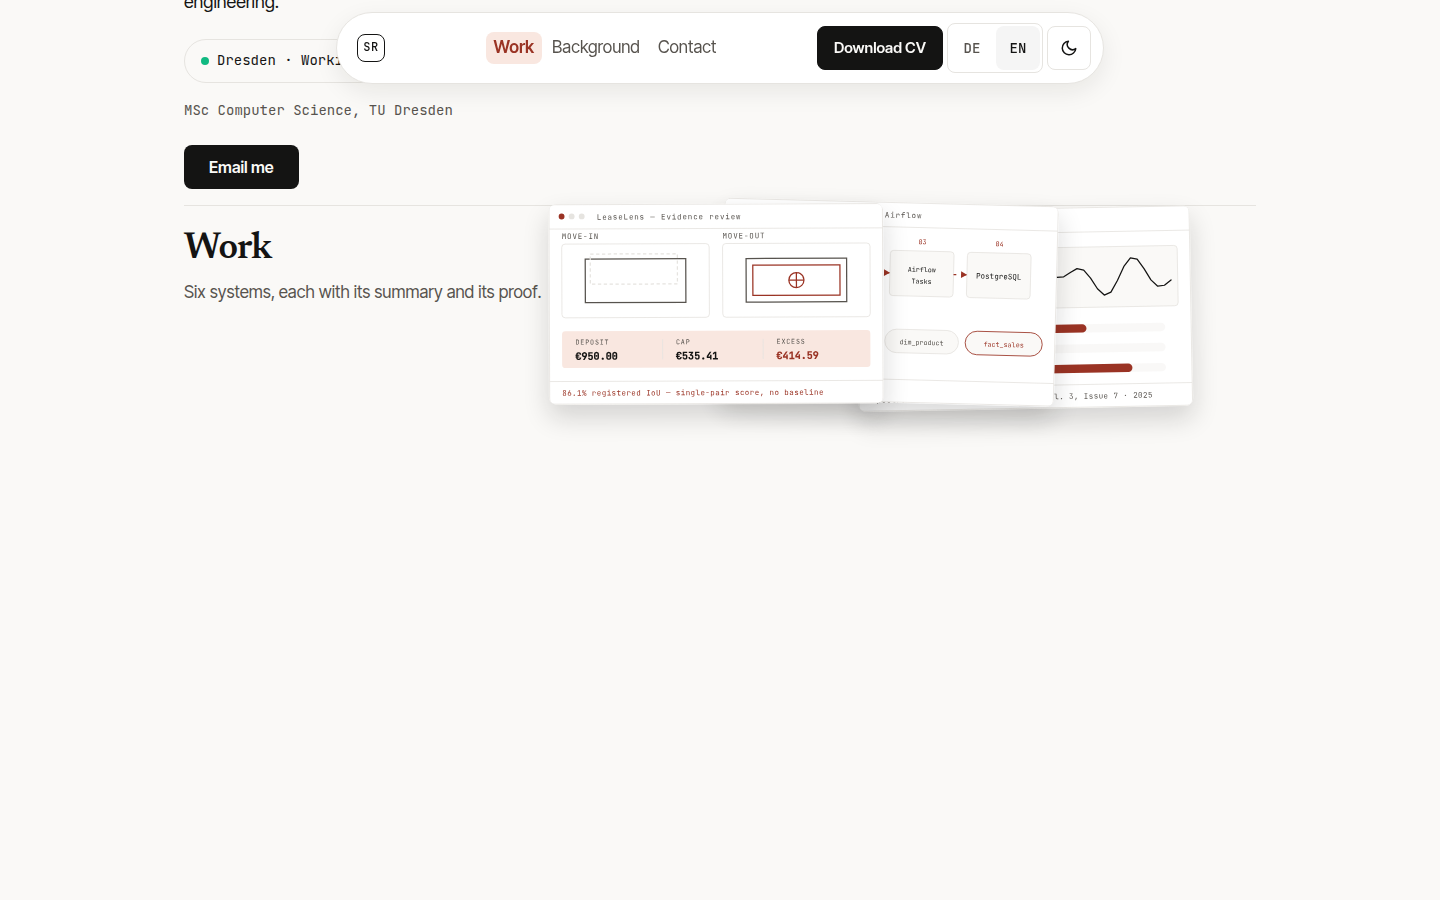 engineering.
SR
Work
Background
Contact
Download CV
DE
EN
Dresden · Worki
MSc Computer Science, TU Dresden
Email me
Work
Six systems, each with its summary and its proof.
LeaseLens — Evidence review
MOVE-IN
MOVE-OUT
DEPOSIT
CAP
EXCESS
€950.00
€535.41
€414.59
86.1% registered IoU — single-pair score, no baseline
Airflow
03
04
Airflow
Tasks
PostgreSQL
dim_product
fact_sales
l. 3, Issue 7 · 2025